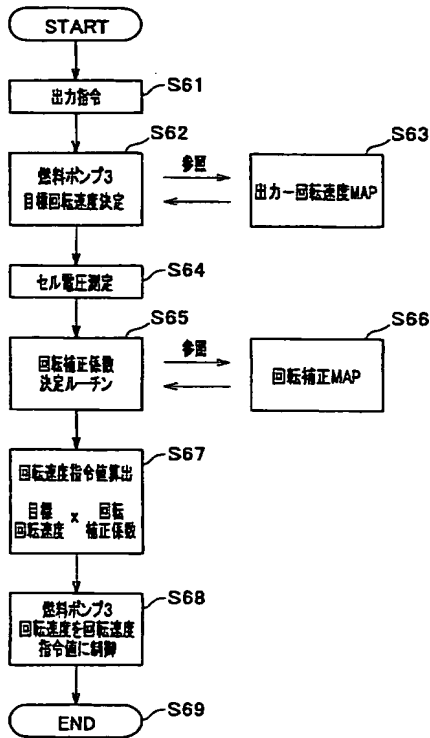 START
S61
出力指令
S62
燃料ポンプ3
目標回転速度決定
参照
S63
出力ー回転速度MAP
S64
セル電圧測定
S65
回転補正係数
決定ルーチン
参照
S66
回転補正MAP
S67
回転速度指令値算出
目標 回転
回転速度 x 補正係数
S68
燃料ポンプ3
回転速度を回転速度
指令値に制御
S69
END